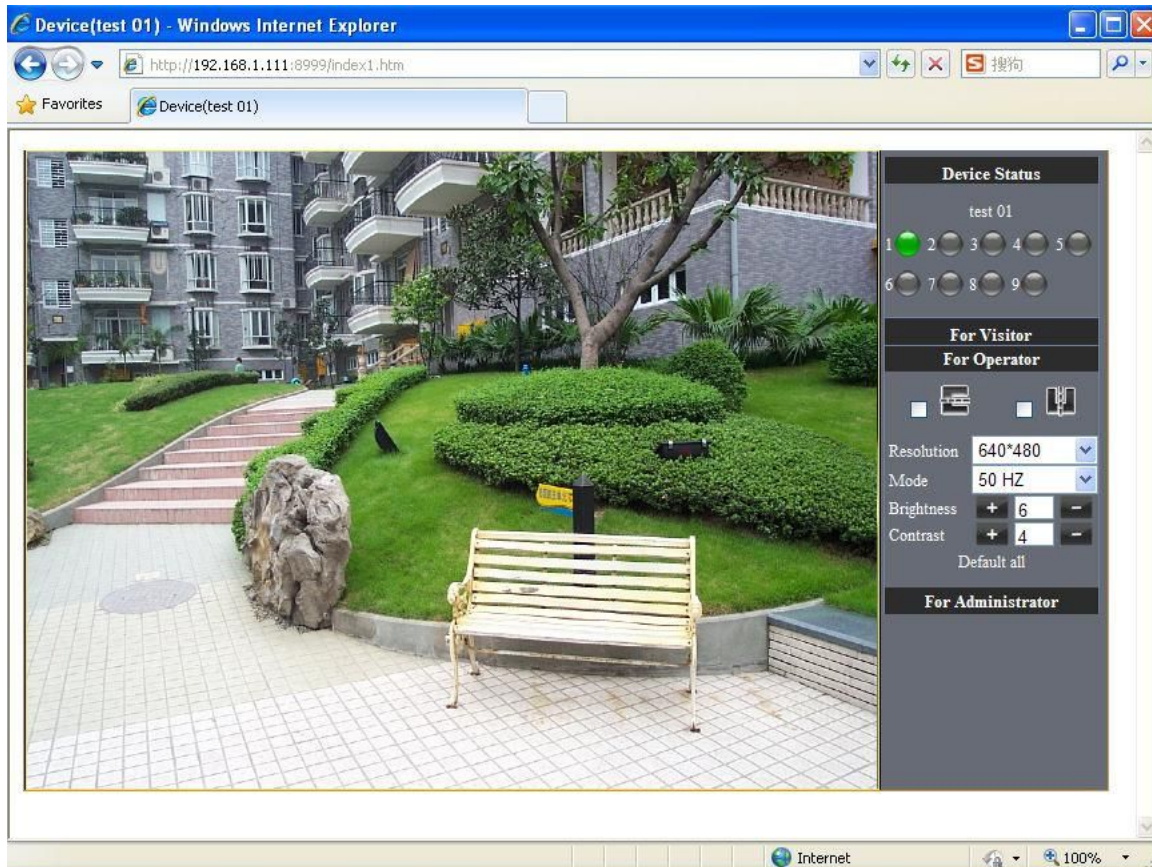 Device(test 01) - Windows Internet Explorer
http://192.168.1.111:8999/index1.htm
搜狗
Favorites
Device(test 01)
Device Status
test 01
1 2 3 4 5
6 7 8 9
For Visitor
For Operator
Resolution 640*480
Mode 50 HZ
Brightness + 6 -
Contrast + 4 -
Default all
For Administrator
Internet 100%